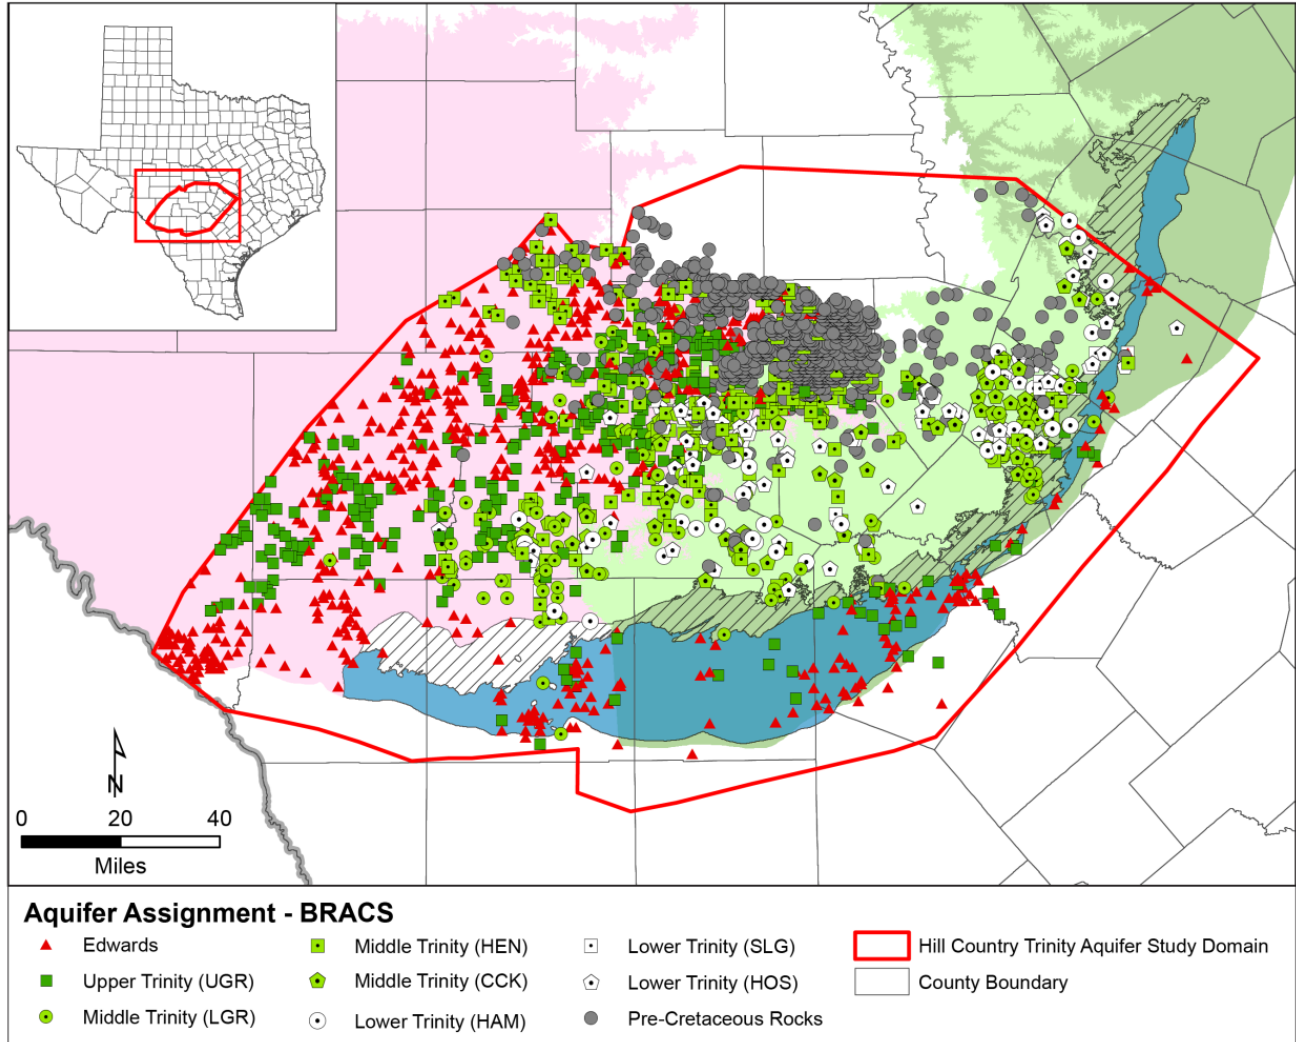 N
0 20 40
Miles
Aquifer Assignment - BRACS
Edwards
Upper Trinity (UGR)
Middle Trinity (LGR)
Middle Trinity (HEN)
Middle Trinity (CCK)
Lower Trinity (HAM)
Lower Trinity (SLG)
Lower Trinity (HOS)
Pre-Cretaceous Rocks
Hill Country Trinity Aquifer Study Domain
County Boundary